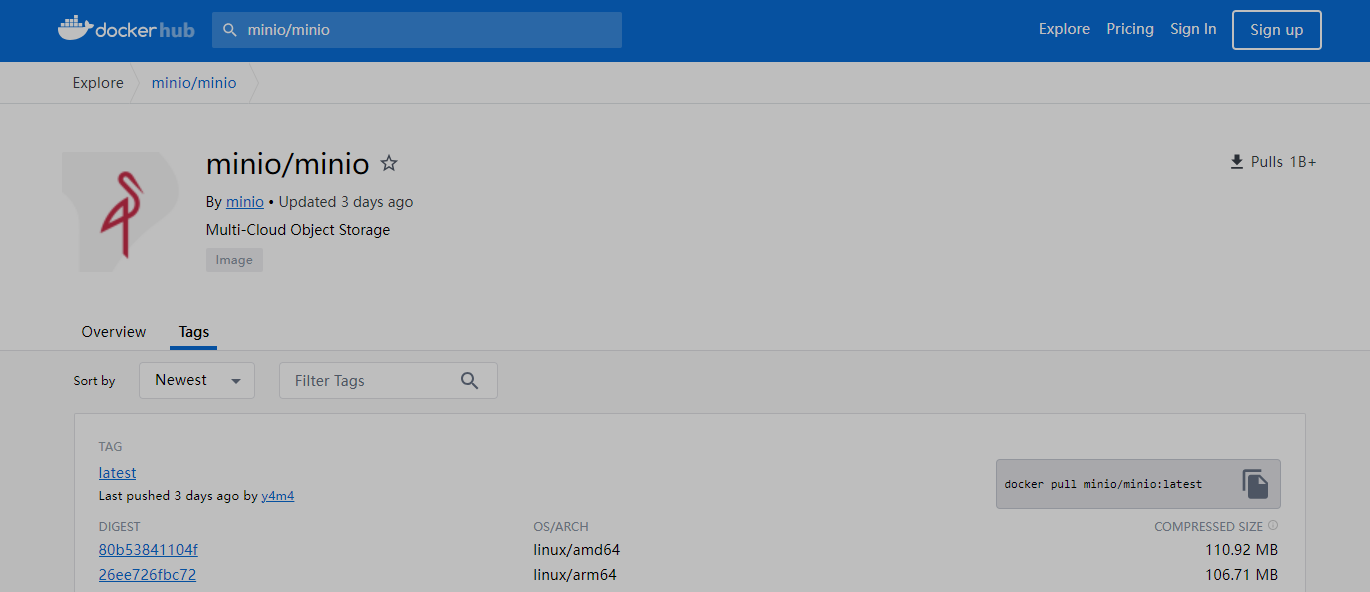 dockerhub minio/minio Explore Pricing Sign In Sign up
Explore minio/minio
minio/minio
Pulls 1B+
By minio • Updated 3 days ago
Multi-Cloud Object Storage
Image
Overview Tags
Sort by Newest Filter Tags
TAG
latest
docker pull minio/minio:latest
Last pushed 3 days ago by y4m4
DIGEST OS/ARCH COMPRESSED SIZE
80b53841104f linux/amd64 110.92 MB
26ee726fbc72 linux/arm64 106.71 MB